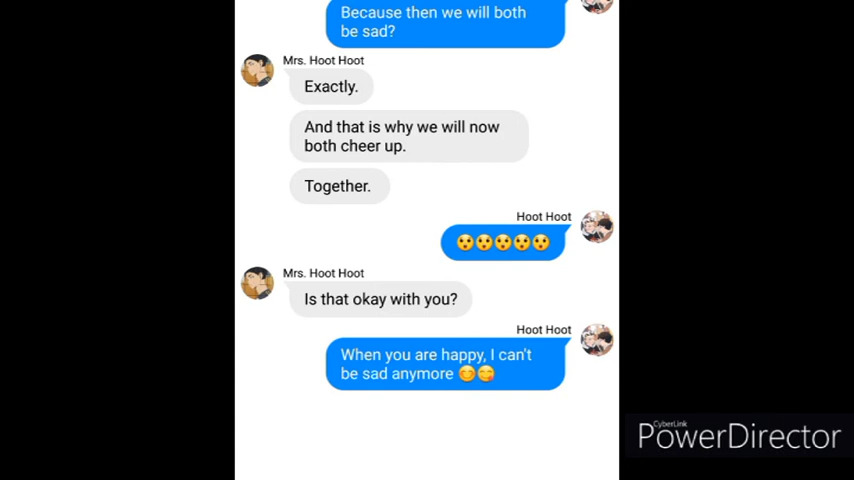 Because then we will both
be sad?
Mrs. Hoot Hoot
Exactly.
And that is why we will now
both cheer up.
Together.
Hoot Hoot
😯😯😯😯😯
Mrs. Hoot Hoot
Is that okay with you?
Hoot Hoot
When you are happy, I can't
be sad anymore 😊😋
CyberLink
PowerDirector